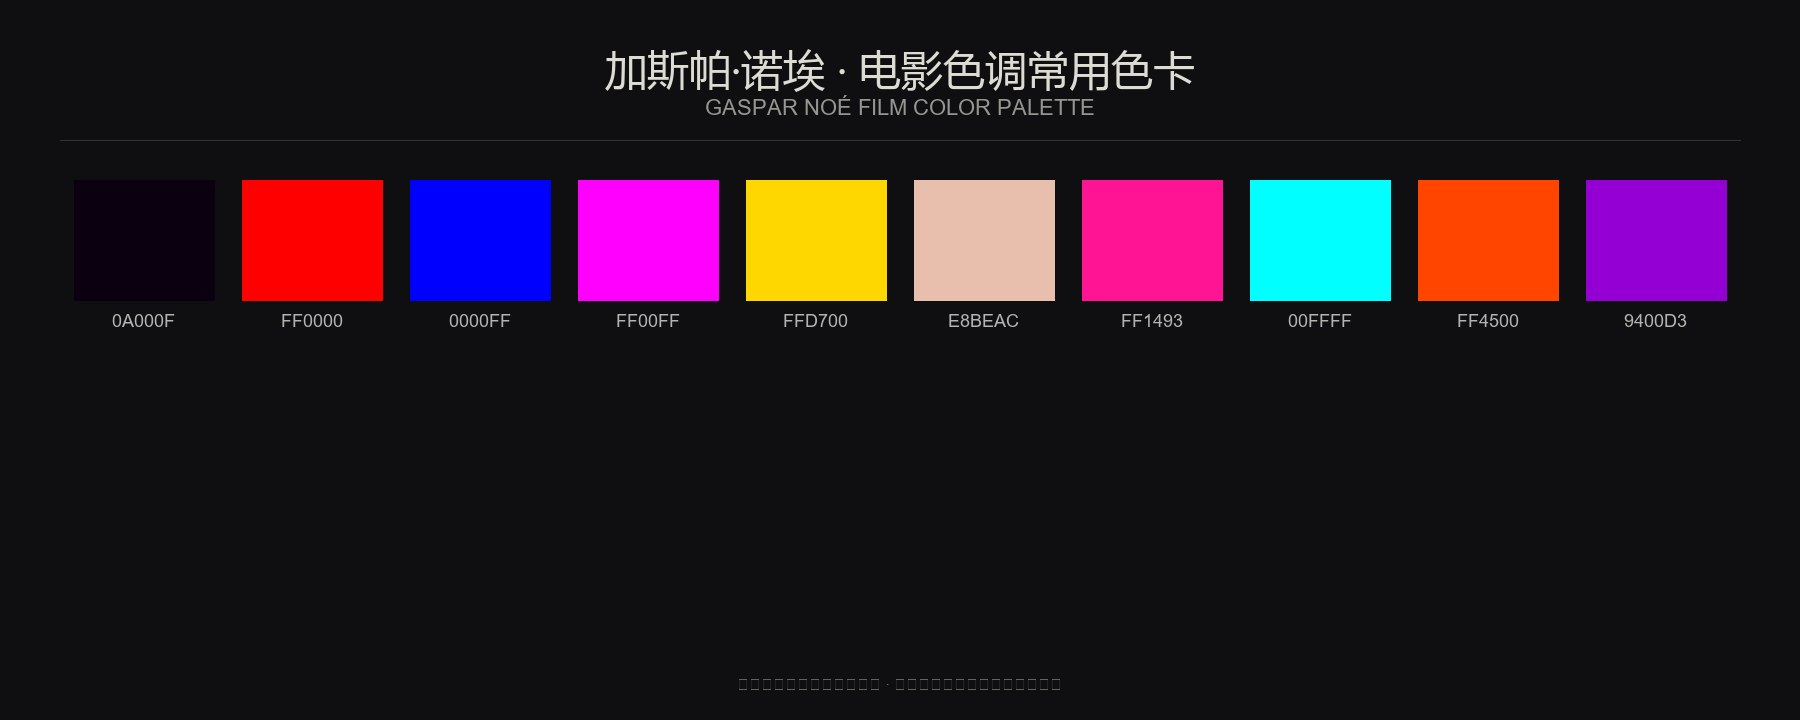 加斯帕·诺埃 · 电影色调常用色卡
GASPAR NOÉ FILM COLOR PALETTE
0A000F FF0000 0000FF FF00FF FFD700 E8BEAC FF1493 00FFFF FF4500 9400D3